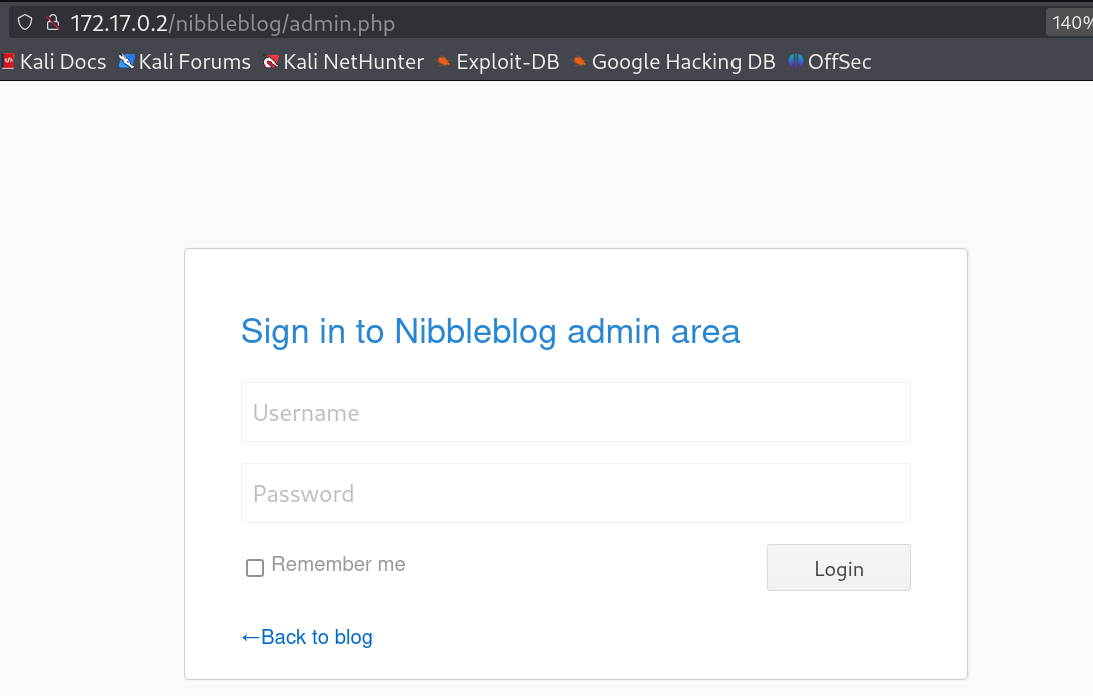 172.17.0.2/nibbleblog/admin.php 140%
Kali Docs Kali Forums Kali NetHunter Exploit-DB Google Hacking DB OffSec
Sign in to Nibbleblog admin area
Username
Password
Remember me Login
←Back to blog